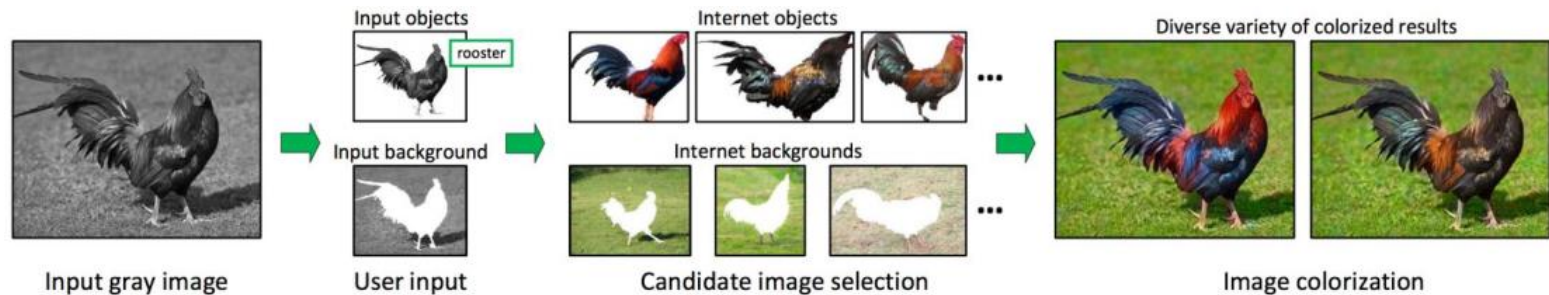 Input objects
rooster
Input background
Internet objects
...
Internet backgrounds
...
Diverse variety of colorized results
Input gray image
User input
Candidate image selection
Image colorization